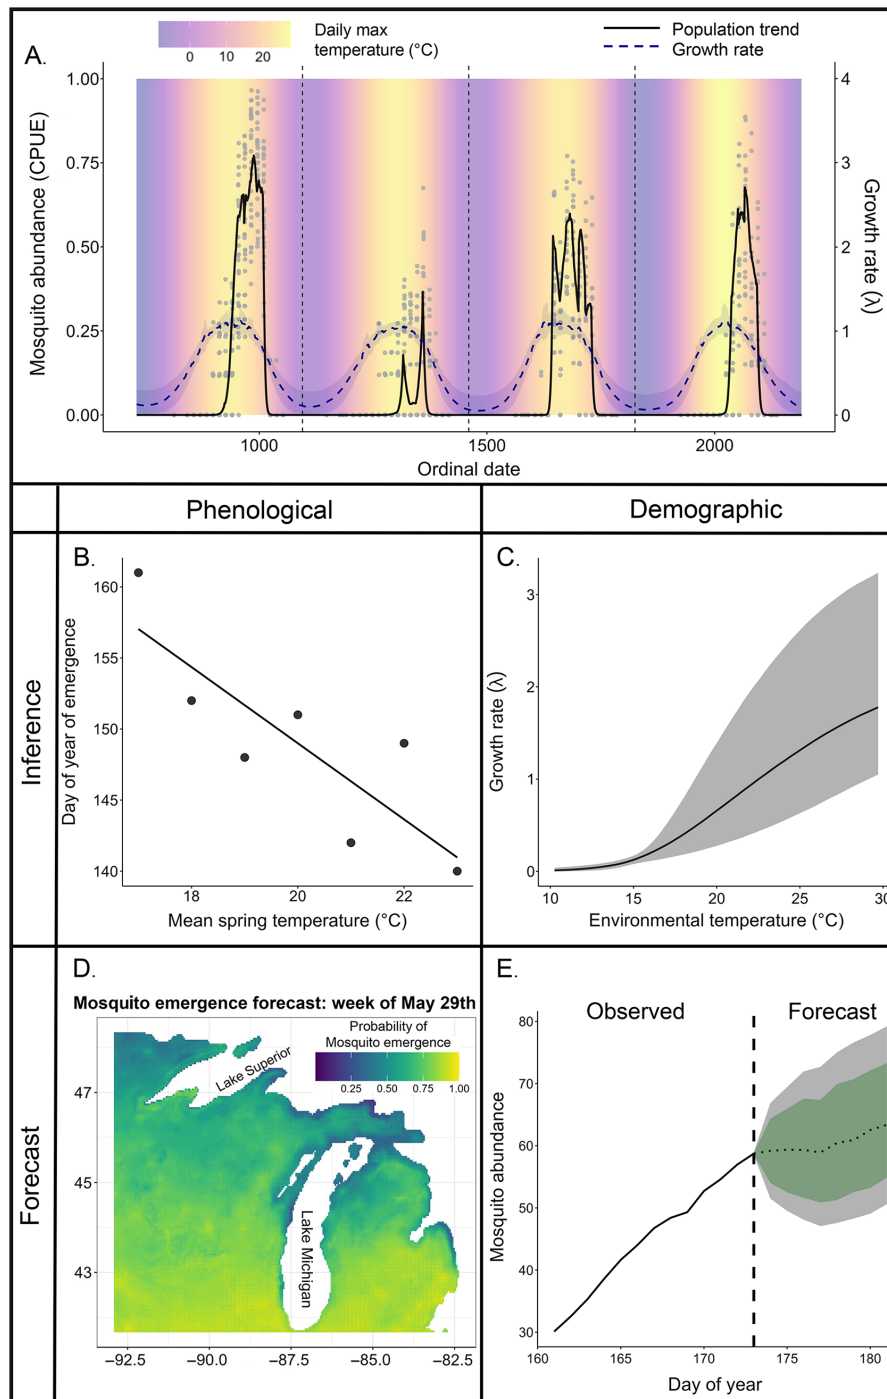 A.
Daily max
temperature (°C)
0 10 20
Population trend
Growth rate
Mosquito abundance (CPUE)
1.00
0.75
0.50
0.25
0.00
4
3
2
1
0
Growth rate (λ)
1000 1500 2000
Ordinal date
Phenological
Demographic
Inference
B.
Day of year of emergence
160
155
150
145
140
18 20 22
Mean spring temperature (°C)
C.
Growth rate (λ)
3
2
1
0
10 15 20 25 30
Environmental temperature (°C)
Forecast
D.
Mosquito emergence forecast: week of May 29th
Probability of
Mosquito emergence
0.25 0.50 0.75 1.00
Lake Superior
Lake Michigan
47
45
43
−92.5 −90.0 −87.5 −85.0 −82.5
E.
Observed
Forecast
Mosquito abundance
80
70
60
50
40
30
160 165 170 175 180
Day of year